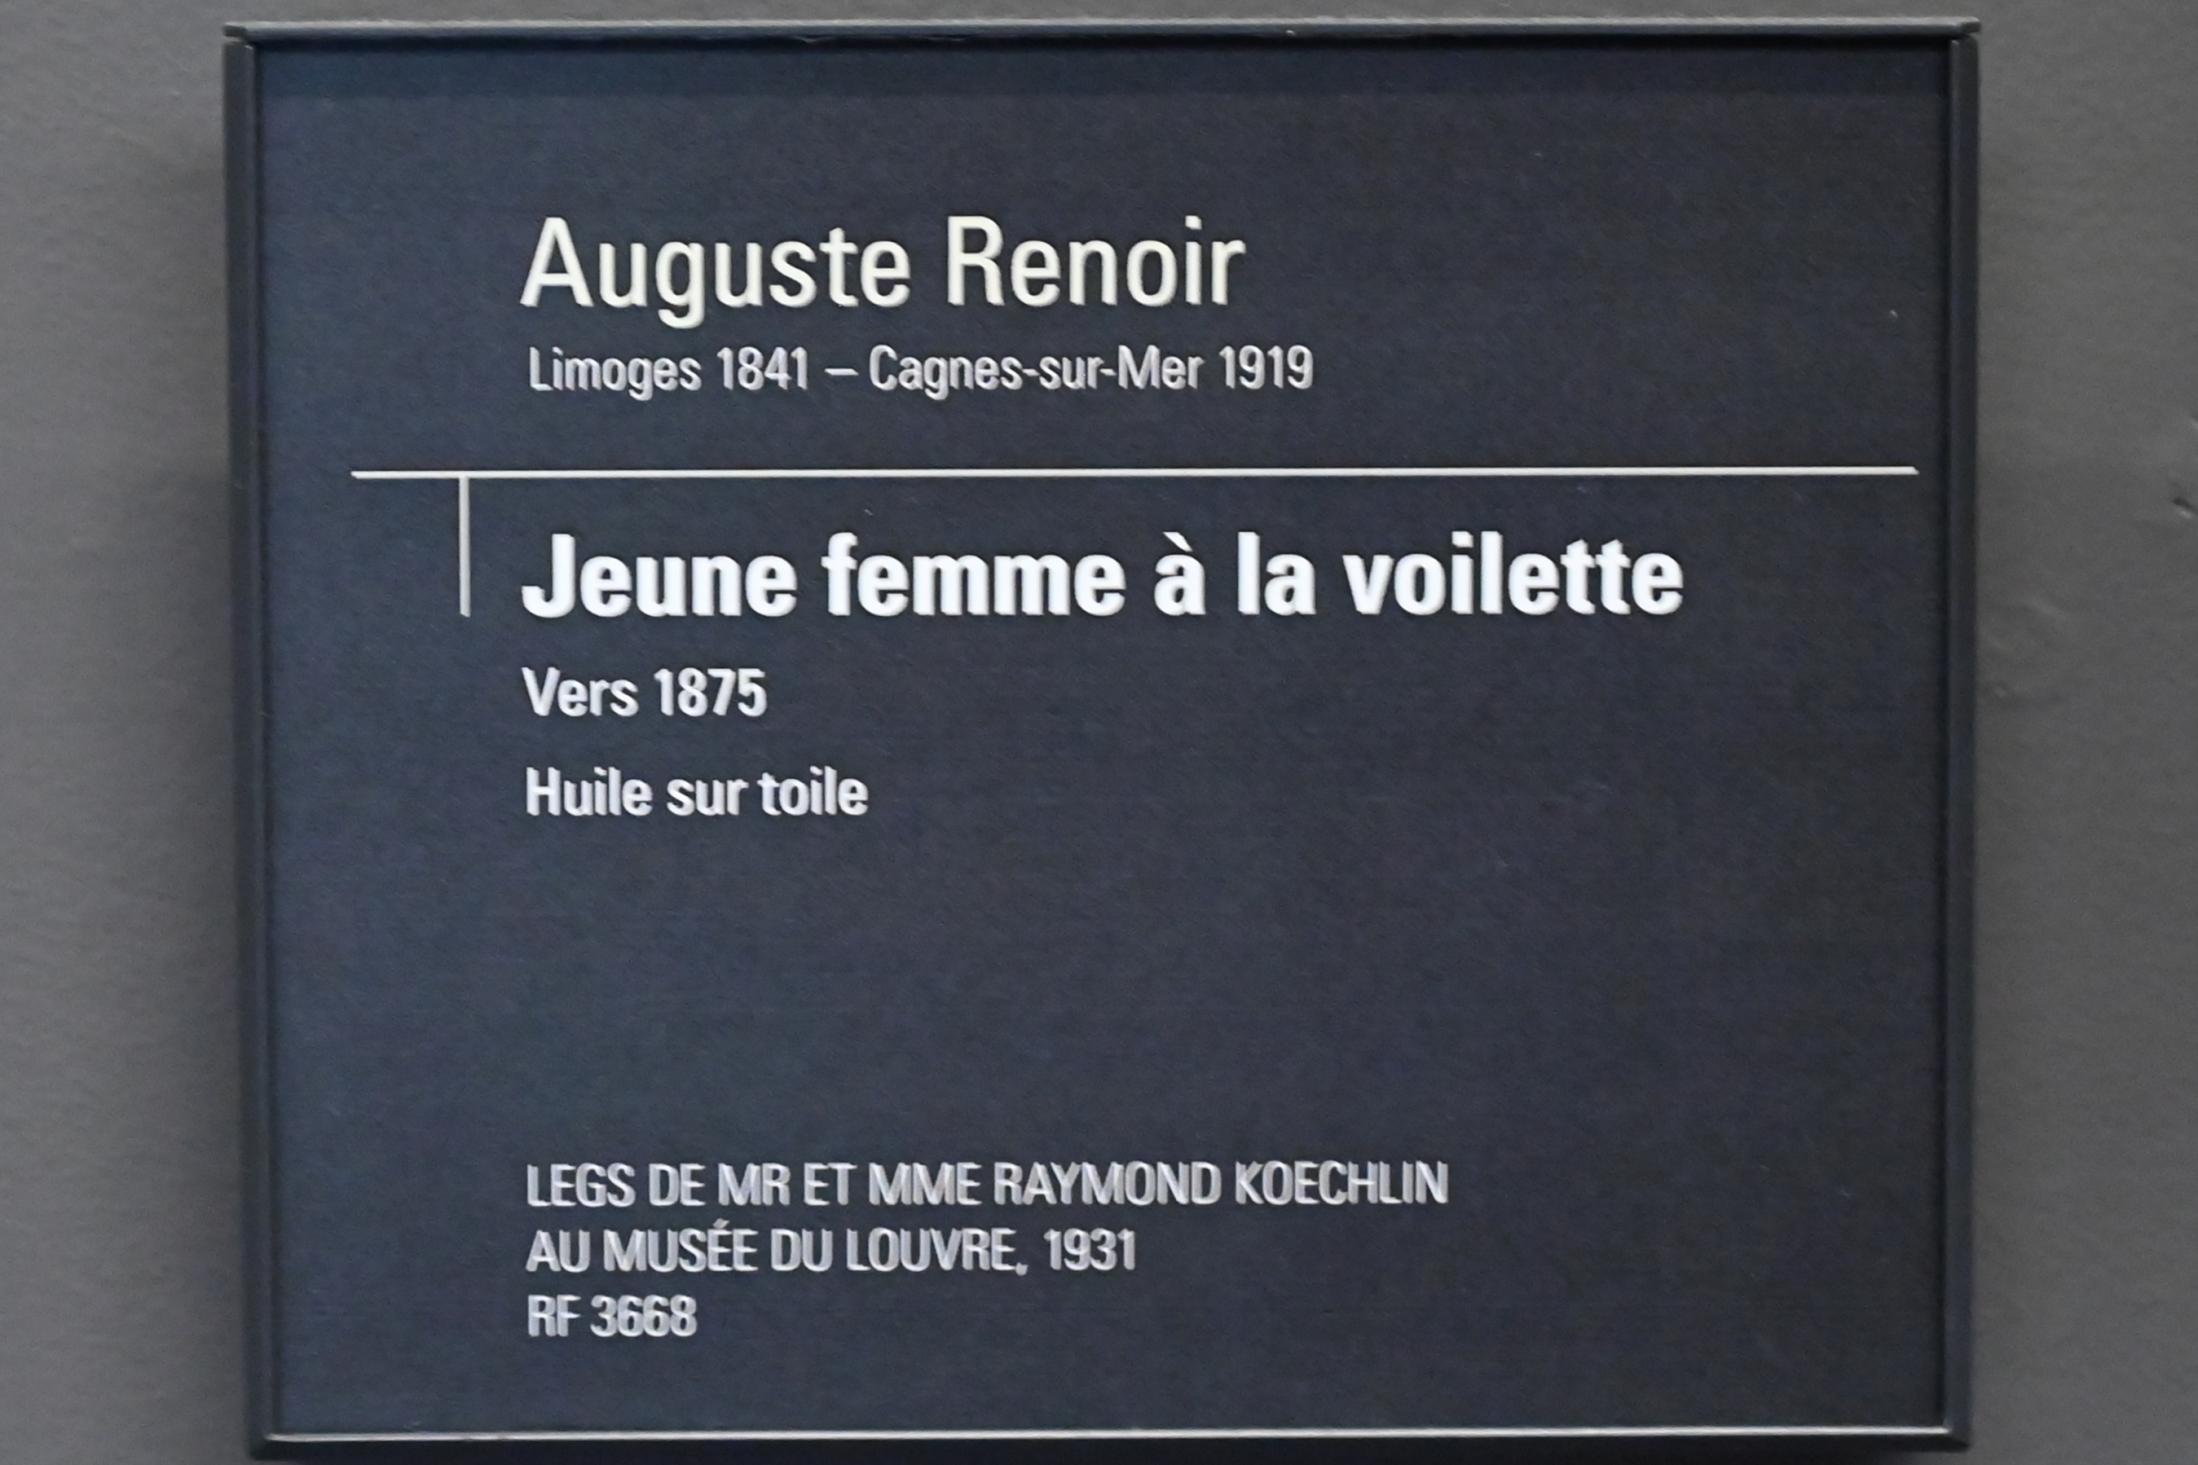 Auguste Renoir
Limoges 1841 – Cagnes-sur-Mer 1919
Jeune femme à la voilette
Vers 1875
Huile sur toile
LEGS DE MR ET MME RAYMOND KOECHLIN
AU MUSÉE DU LOUVRE, 1931
RF 3668